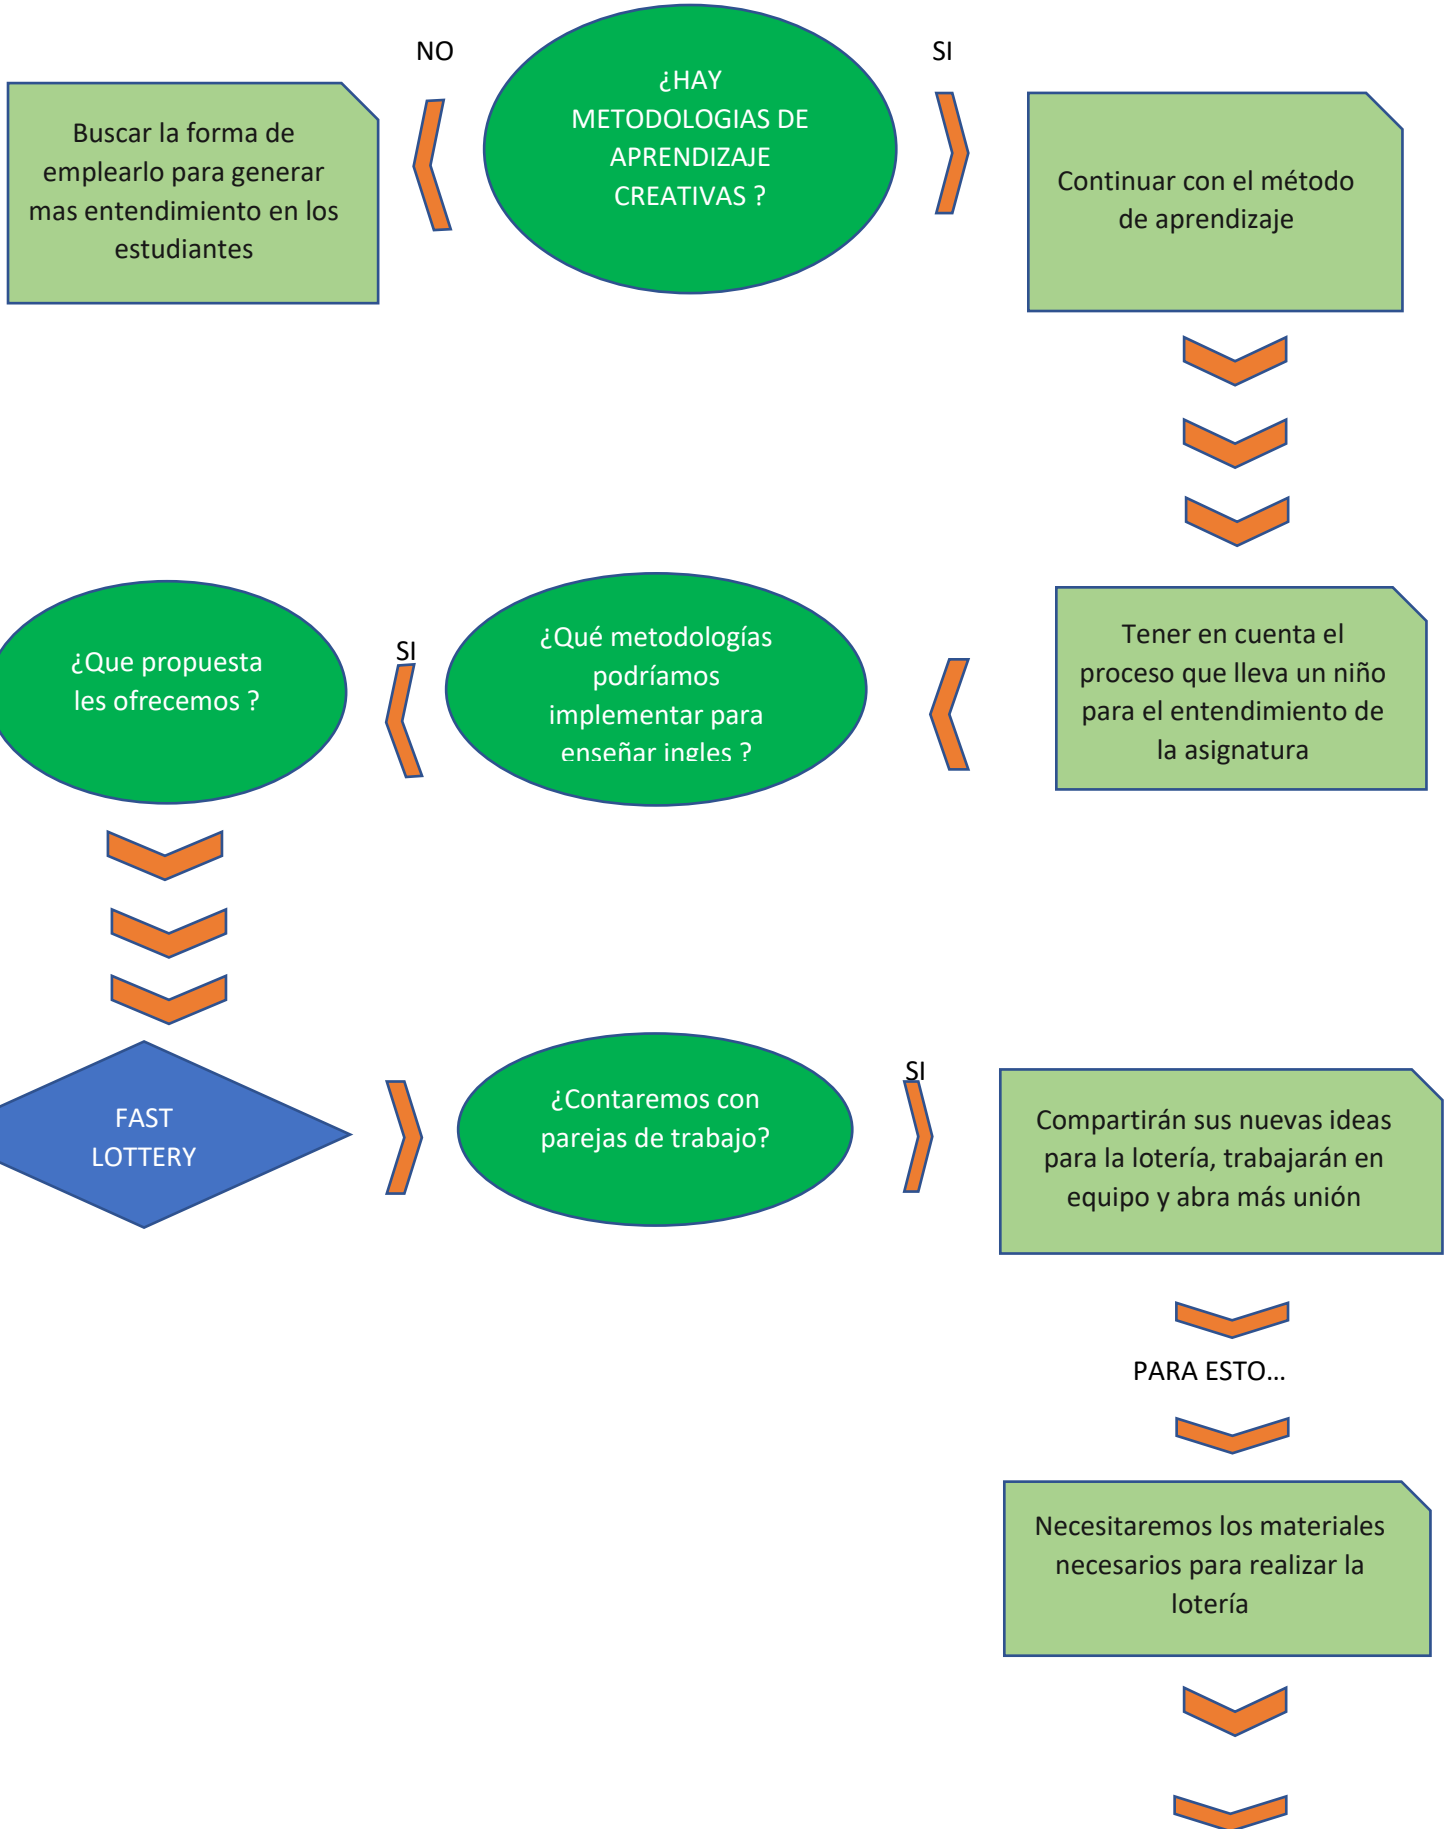 NO
SI
¿HAY
METODOLOGIAS DE
APRENDIZAJE
CREATIVAS ?
Buscar la forma de
emplearlo para generar
mas entendimiento en los
estudiantes
Continuar con el método
de aprendizaje
¿Que propuesta
les ofrecemos ?
SI
¿Qué metodologías
podríamos
implementar para
enseñar ingles ?
Tener en cuenta el
proceso que lleva un niño
para el entendimiento de
la asignatura
FAST
LOTTERY
¿Contaremos con
parejas de trabajo?
SI
Compartirán sus nuevas ideas
para la lotería, trabajarán en
equipo y abra más unión
PARA ESTO...
Necesitaremos los materiales
necesarios para realizar la
lotería